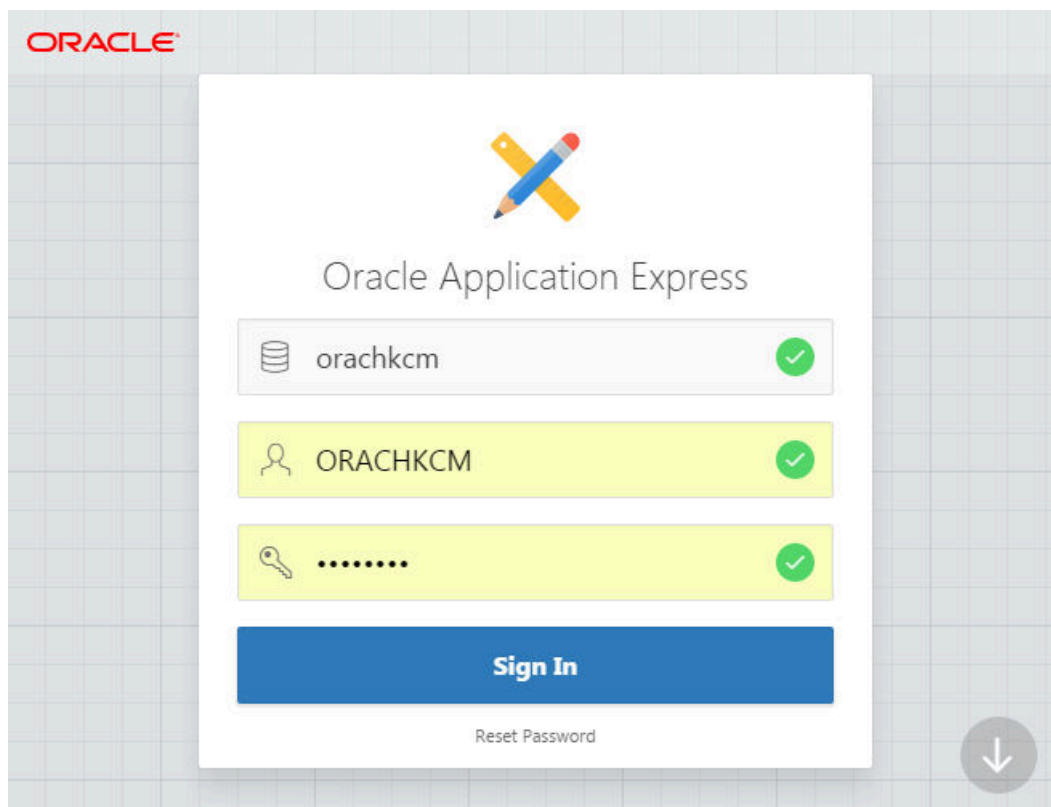 ORACLE
Oracle Application Express
orachkcm
ORACHKCM
••••••••
Sign In
Reset Password